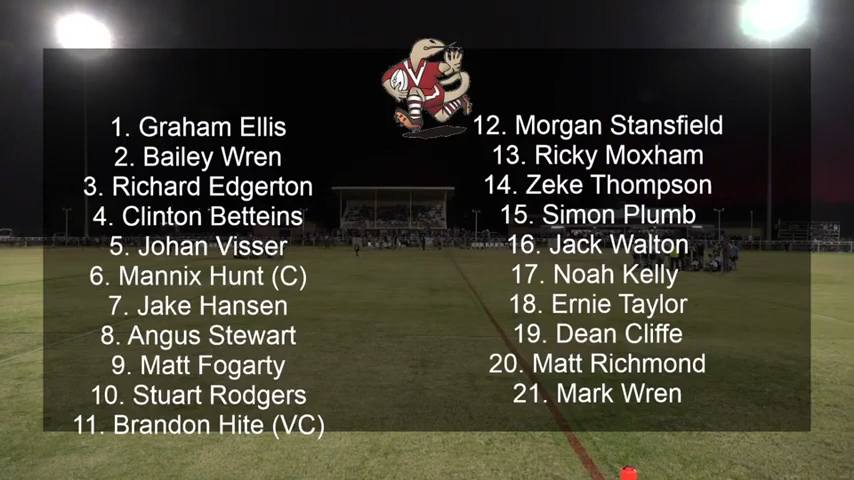 1. Graham Ellis
2. Bailey Wren
3. Richard Edgerton
4. Clinton Betteins
5. Johan Visser
6. Mannix Hunt (C)
7. Jake Hansen
8. Angus Stewart
9. Matt Fogarty
10. Stuart Rodgers
11. Brandon Hite (VC)
12. Morgan Stansfield
13. Ricky Moxham
14. Zeke Thompson
15. Simon Plumb
16. Jack Walton
17. Noah Kelly
18. Ernie Taylor
19. Dean Cliffe
20. Matt Richmond
21. Mark Wren